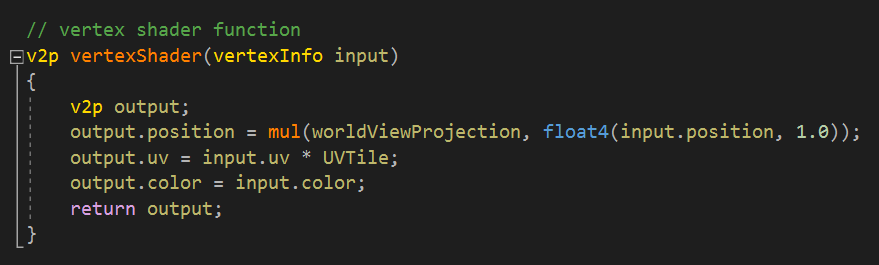 // vertex shader function
v2p vertexShader(vertexInfo input)
{
    v2p output;
    output.position = mul(worldViewProjection, float4(input.position, 1.0));
    output.uv = input.uv * UVTile;
    output.color = input.color;
    return output;
}